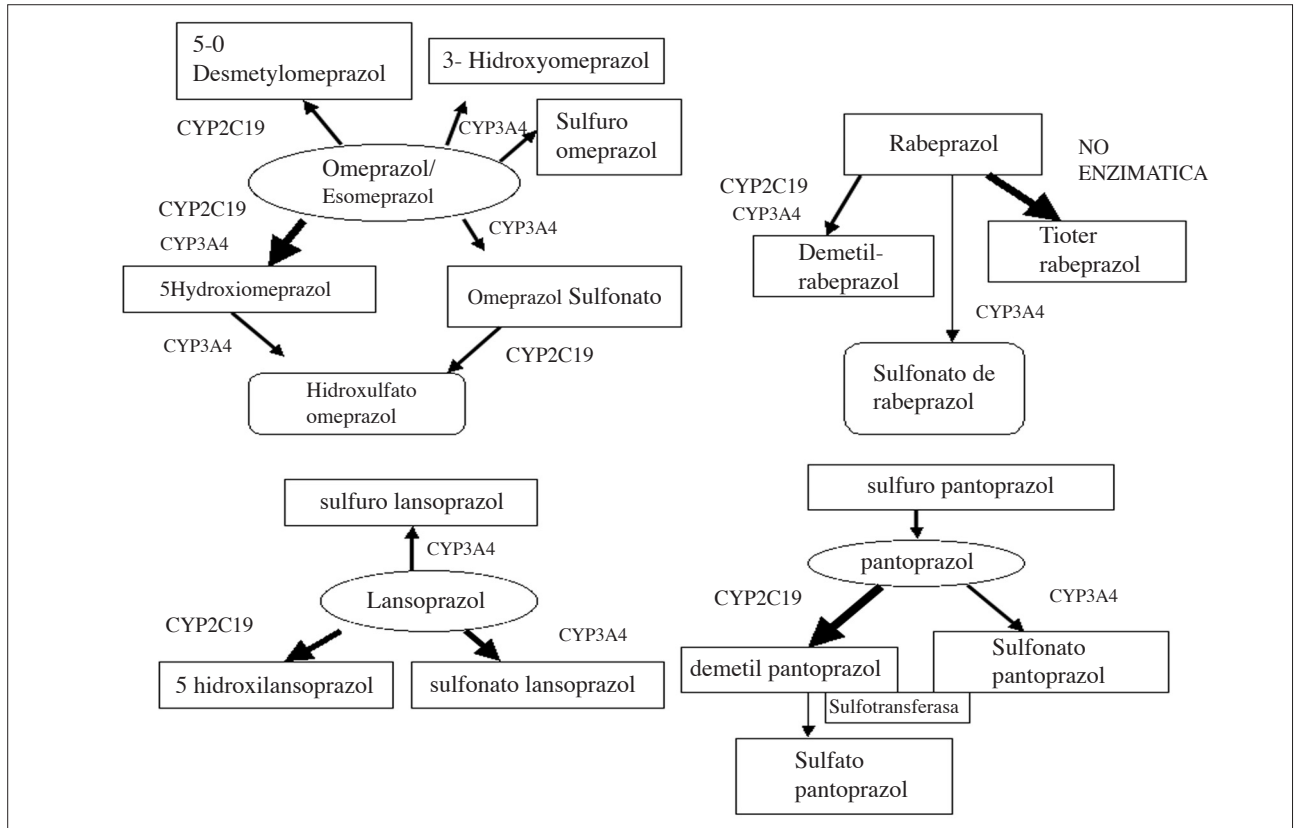 5-0
Desmetylomeprazol
3- Hidroxyomeprazol
CYP2C19
CYP3A4
Sulfuro
omeprazol
Omeprazol/
Esomeprazol
CYP2C19
CYP3A4
CYP3A4
5Hydroxiomeprazol
Omeprazol Sulfonato
CYP3A4
CYP2C19
Hidroxulfato
omeprazol
Rabeprazol
NO
ENZIMATICA
CYP2C19
CYP3A4
Demetil-
rabeprazol
Tioter
rabeprazol
CYP3A4
Sulfonato de
rabeprazol
sulfuro lansoprazol
CYP3A4
Lansoprazol
CYP2C19
CYP3A4
5 hidroxilansoprazol
sulfonato lansoprazol
sulfuro pantoprazol
pantoprazol
CYP2C19
CYP3A4
demetil pantoprazol
Sulfonato
pantoprazol
Sulfotransferasa
Sulfato
pantoprazol